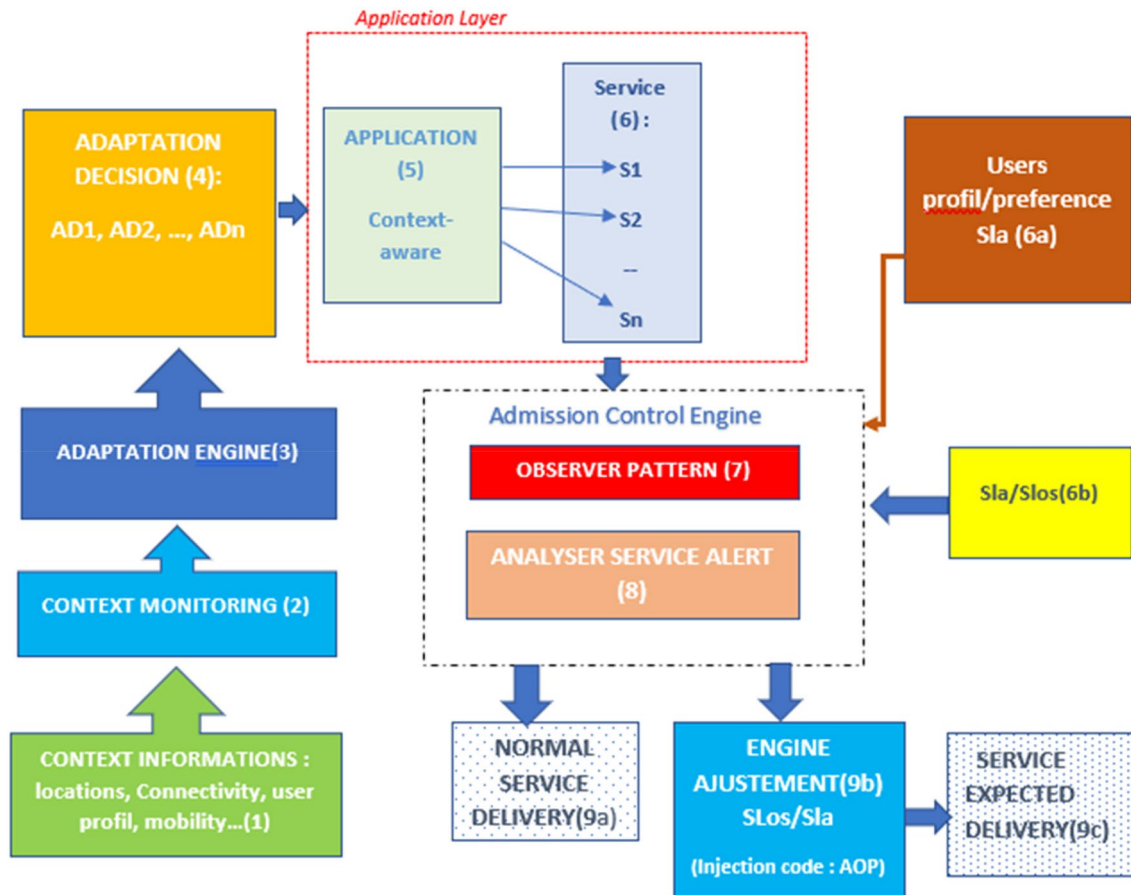 Application Layer
ADAPTATION
DECISION (4):
AD1, AD2, ..., ADn
APPLICATION
(5)
Context-
aware
Service
(6) :
S1
S2
--
Sn
Users
profil/preference
Sla (6a)
ADAPTATION ENGINE(3)
Admission Control Engine
OBSERVER PATTERN (7)
ANALYSER SERVICE ALERT
(8)
Sla/Slos(6b)
CONTEXT MONITORING (2)
CONTEXT INFORMATIONS :
locations, Connectivity, user
profil, mobility...(1)
NORMAL
SERVICE
DELIVERY(9a)
ENGINE
AJUSTEMENT(9b)
SLos/Sla
(Injection code : AOP)
SERVICE
EXPECTED
DELIVERY(9c)